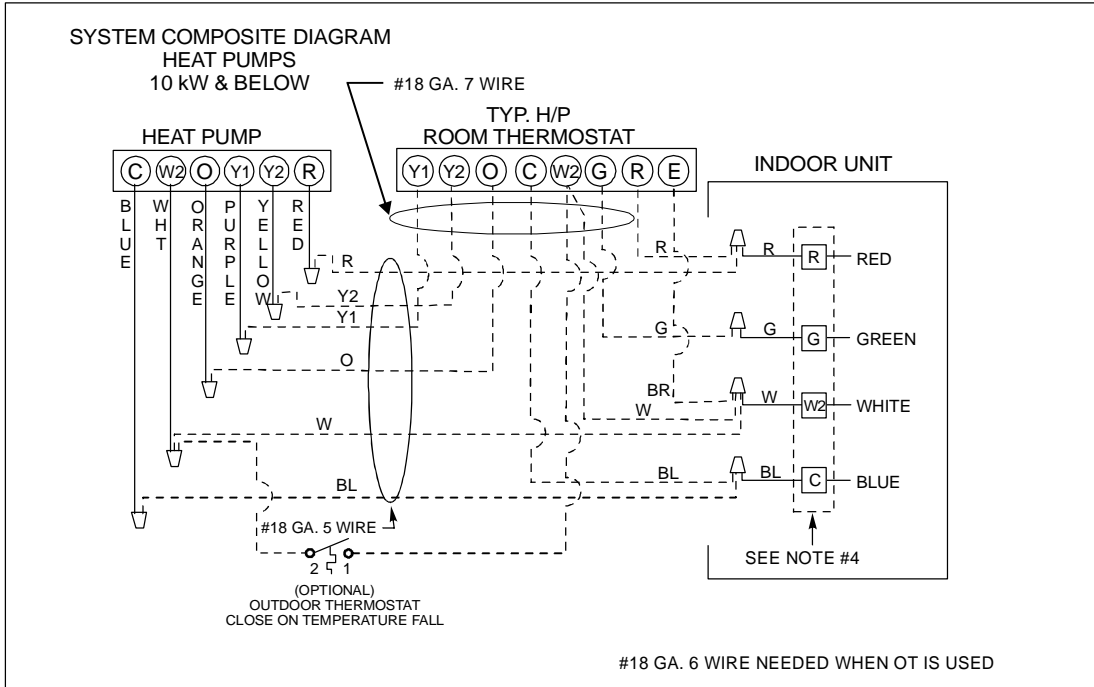 SYSTEM COMPOSITE DIAGRAM
HEAT PUMPS
10 kW & BELOW
#18 GA. 7 WIRE
TYP. H/P
ROOM THERMOSTAT
HEAT PUMP
INDOOR UNIT
C W2 O Y1 Y2 R
Y1 Y2 O C W2 G R E
BLUE
WHT
ORANGE
PURPLE
YELLOW
RED
R
Y2
Y1
O
W
BL
R
R
R
RED
G
G
G
GREEN
BR
W
W
W2
WHITE
BL
BL
C
BLUE
#18 GA. 5 WIRE
2 1
(OPTIONAL)
OUTDOOR THERMOSTAT
CLOSE ON TEMPERATURE FALL
SEE NOTE #4
#18 GA. 6 WIRE NEEDED WHEN OT IS USED